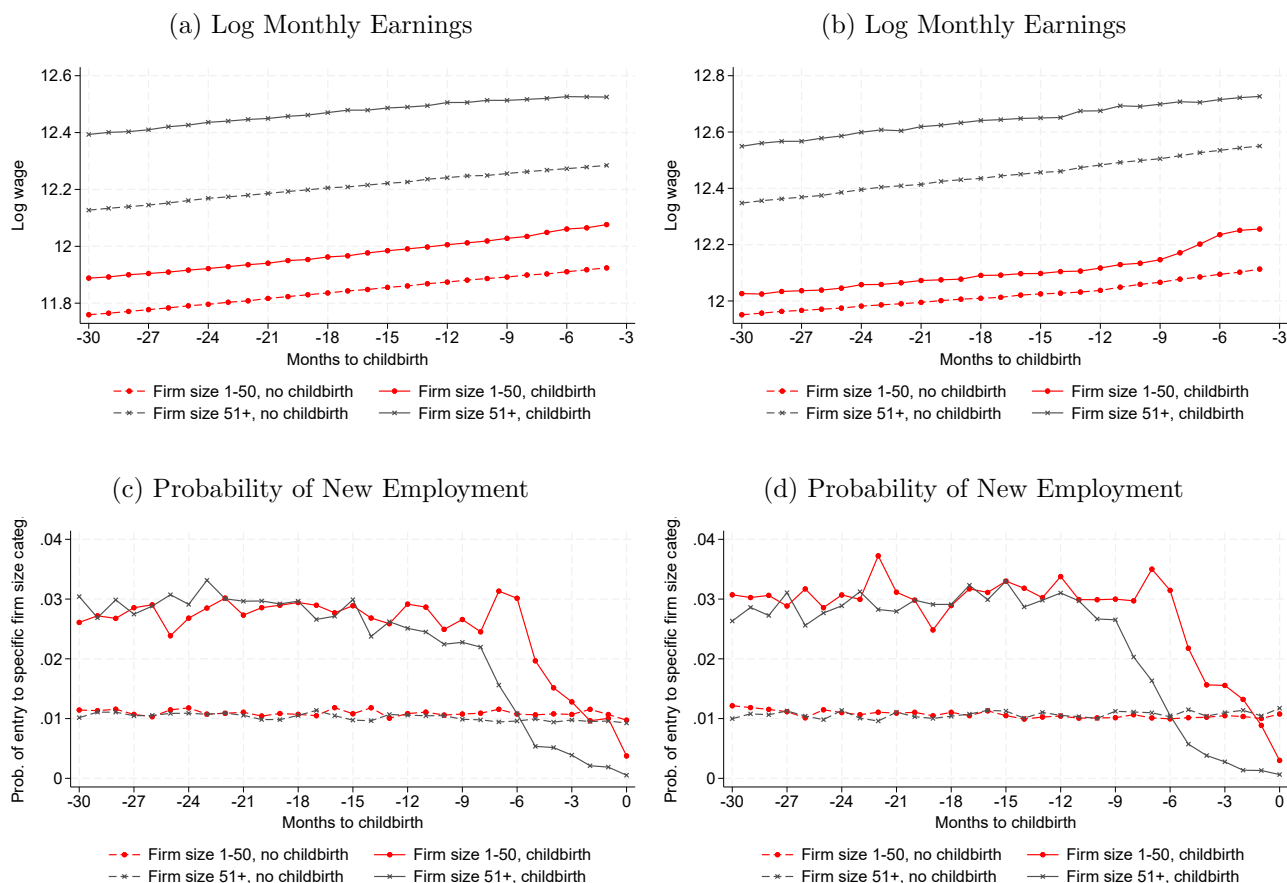 (a) Log Monthly Earnings
12.6
12.4
12.2
12
11.8
Log wage
-30 -27 -24 -21 -18 -15 -12 -9 -6 -3
Months to childbirth
Firm size 1-50, no childbirth Firm size 1-50, childbirth
Firm size 51+, no childbirth Firm size 51+, childbirth
(b) Log Monthly Earnings
12.8
12.6
12.4
12.2
12
Log wage
-30 -27 -24 -21 -18 -15 -12 -9 -6 -3
Months to childbirth
Firm size 1-50, no childbirth Firm size 1-50, childbirth
Firm size 51+, no childbirth Firm size 51+, childbirth
(c) Probability of New Employment
.04
.03
.02
.01
0
Prob. of entry to specific firm size categ.
-30 -27 -24 -21 -18 -15 -12 -9 -6 -3 0
Months to childbirth
Firm size 1-50, no childbirth Firm size 1-50, childbirth
Firm size 51+, no childbirth Firm size 51+, childbirth
(d) Probability of New Employment
.04
.03
.02
.01
0
Prob. of entry to specific firm size categ.
-30 -27 -24 -21 -18 -15 -12 -9 -6 -3 0
Months to childbirth
Firm size 1-50, no childbirth Firm size 1-50, childbirth
Firm size 51+, no childbirth Firm size 51+, childbirth